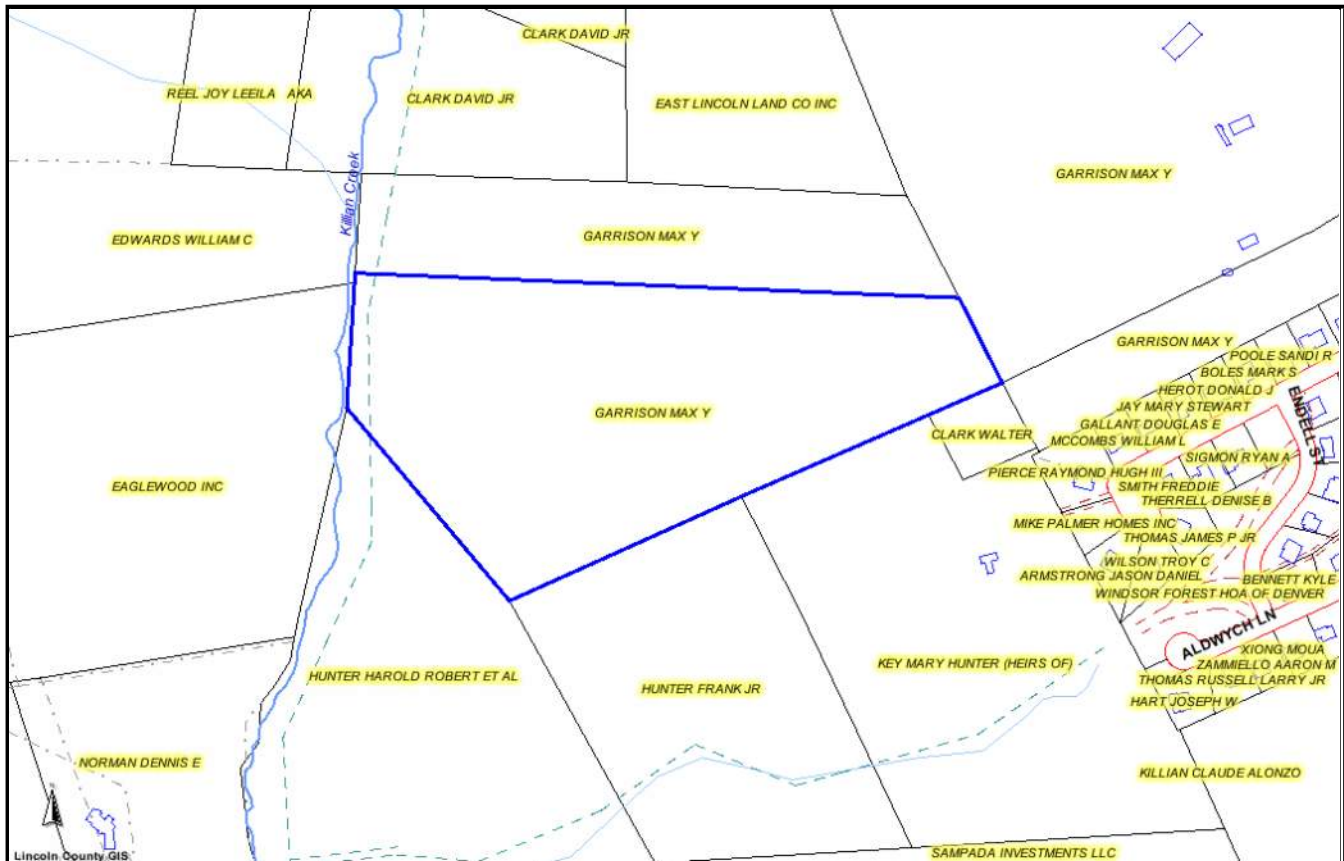 CLARK DAVID JR
REEL JOY LEEILA AKA
CLARK DAVID JR
EAST LINCOLN LAND CO INC
GARRISON MAX Y
Killian Creek
EDWARDS WILLIAM C
GARRISON MAX Y
GARRISON MAX Y
POOLE SANDI R
BOLES MARK S
HEROT DONALD J
ENDELL ST
JAY MARY STEWART
GARRISON MAX Y
GALLANT DOUGLAS E
CLARK WALTER
MCCOMBS WILLIAM L
SIGMON RYAN A
PIERCE RAYMOND HUGH III
SMITH FREDDIE
EAGLEWOOD INC
THERRELL DENISE B
MIKE PALMER HOMES INC
THOMAS JAMES P JR
WILSON TROY C
ARMSTRONG JASON DANIEL
BENNETT KYLE
WINDSOR FOREST HOA OF DENVER
ALDWYCH LN
XIONG MOUA
KEY MARY HUNTER (HEIRS OF)
ZAMMIELLO AARON M
HUNTER HAROLD ROBERT ET AL
THOMAS RUSSELL LARRY JR
HUNTER FRANK JR
HART JOSEPH W
NORMAN DENNIS E
KILLIAN CLAUDE ALONZO
Lincoln County GIS
SAMPADA INVESTMENTS LLC